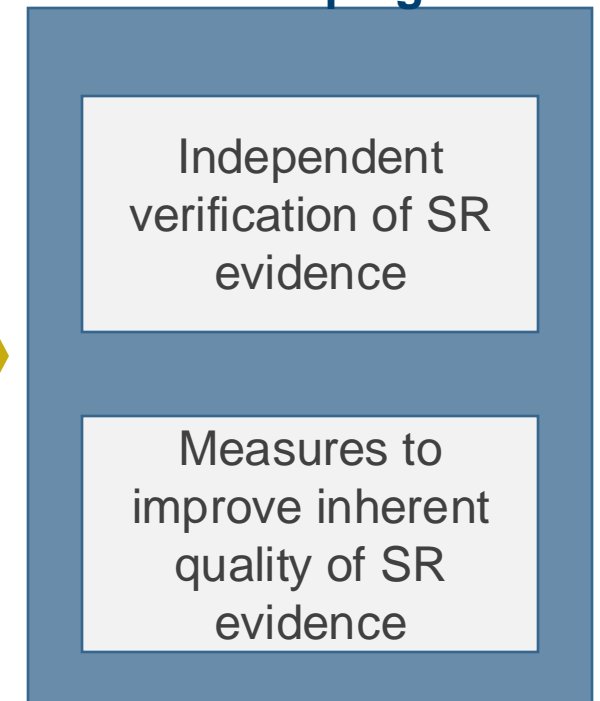 Independent
verification of SR
evidence
Measures to
improve inherent
quality of SR
evidence